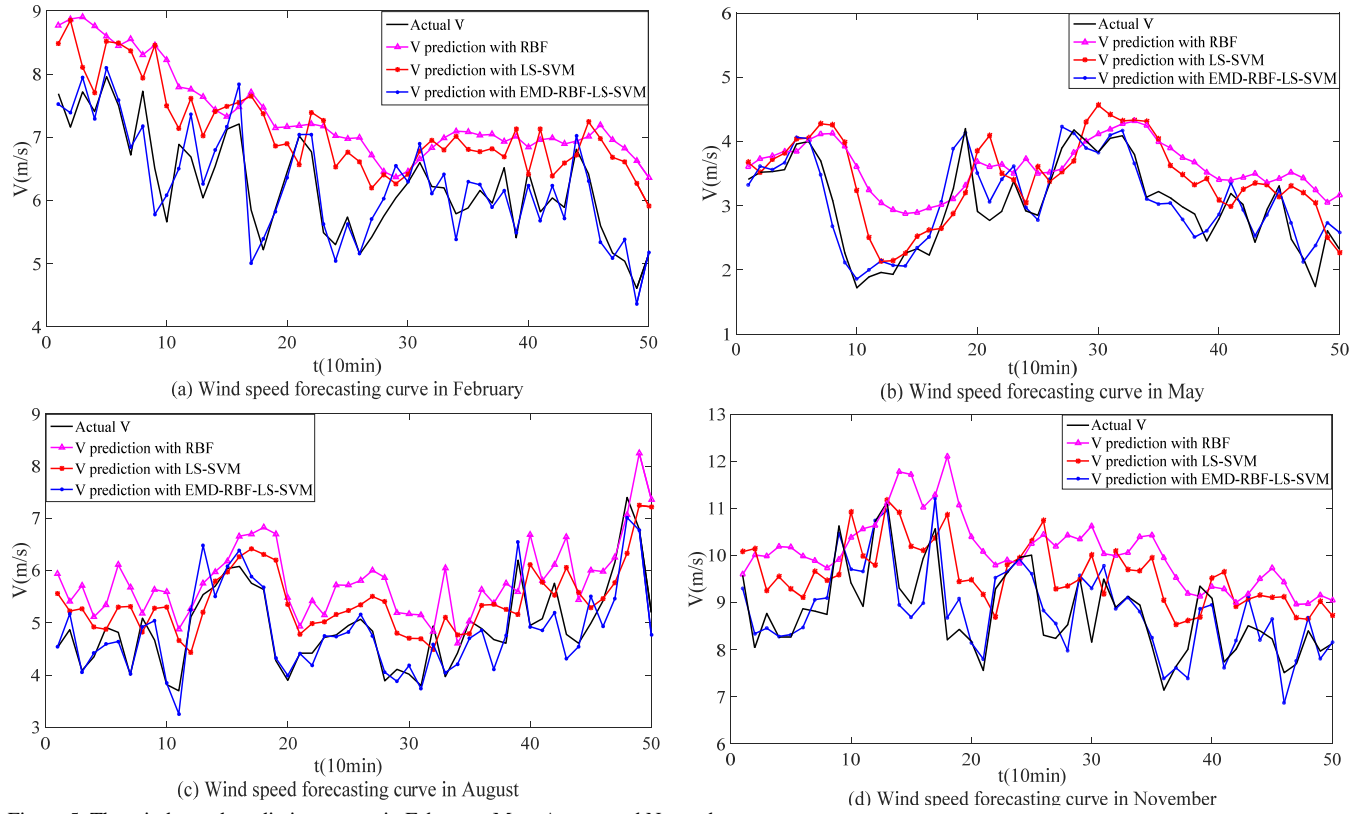 9
8
7
6
5
4
0
10
20
30
40
50
V(m/s)
t(10min)
Actual V
V prediction with RBF
V prediction with LS-SVM
V prediction with EMD-RBF-LS-SVM
(a) Wind speed forecasting curve in February
6
5
4
3
2
1
0
10
20
30
40
50
V(m/s)
t(10min)
Actual V
V prediction with RBF
V prediction with LS-SVM
V prediction with EMD-RBF-LS-SVM
(b) Wind speed forecasting curve in May
9
8
7
6
5
4
3
0
10
20
30
40
50
V(m/s)
t(10min)
Actual V
V prediction with RBF
V prediction with LS-SVM
V prediction with EMD-RBF-LS-SVM
(c) Wind speed forecasting curve in August
13
12
11
10
9
8
7
6
0
10
20
30
40
50
V(m/s)
t(10min)
Actual V
V prediction with RBF
V prediction with LS-SVM
V prediction with EMD-RBF-LS-SVM
(d) Wind speed forecasting curve in November